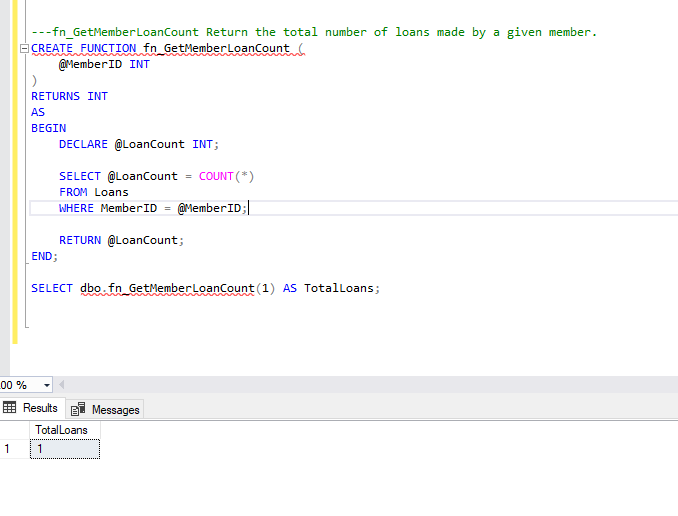 ---fn_GetMemberLoanCount Return the total number of loans made by a given member.
CREATE FUNCTION fn_GetMemberLoanCount (
@MemberID INT
)
RETURNS INT
AS
BEGIN
DECLARE @LoanCount INT;
SELECT @LoanCount = COUNT(*)
FROM Loans
WHERE MemberID = @MemberID;
RETURN @LoanCount;
END;
SELECT dbo.fn_GetMemberLoanCount(1) AS TotalLoans;
00 %
Results Messages
TotalLoans
1 1